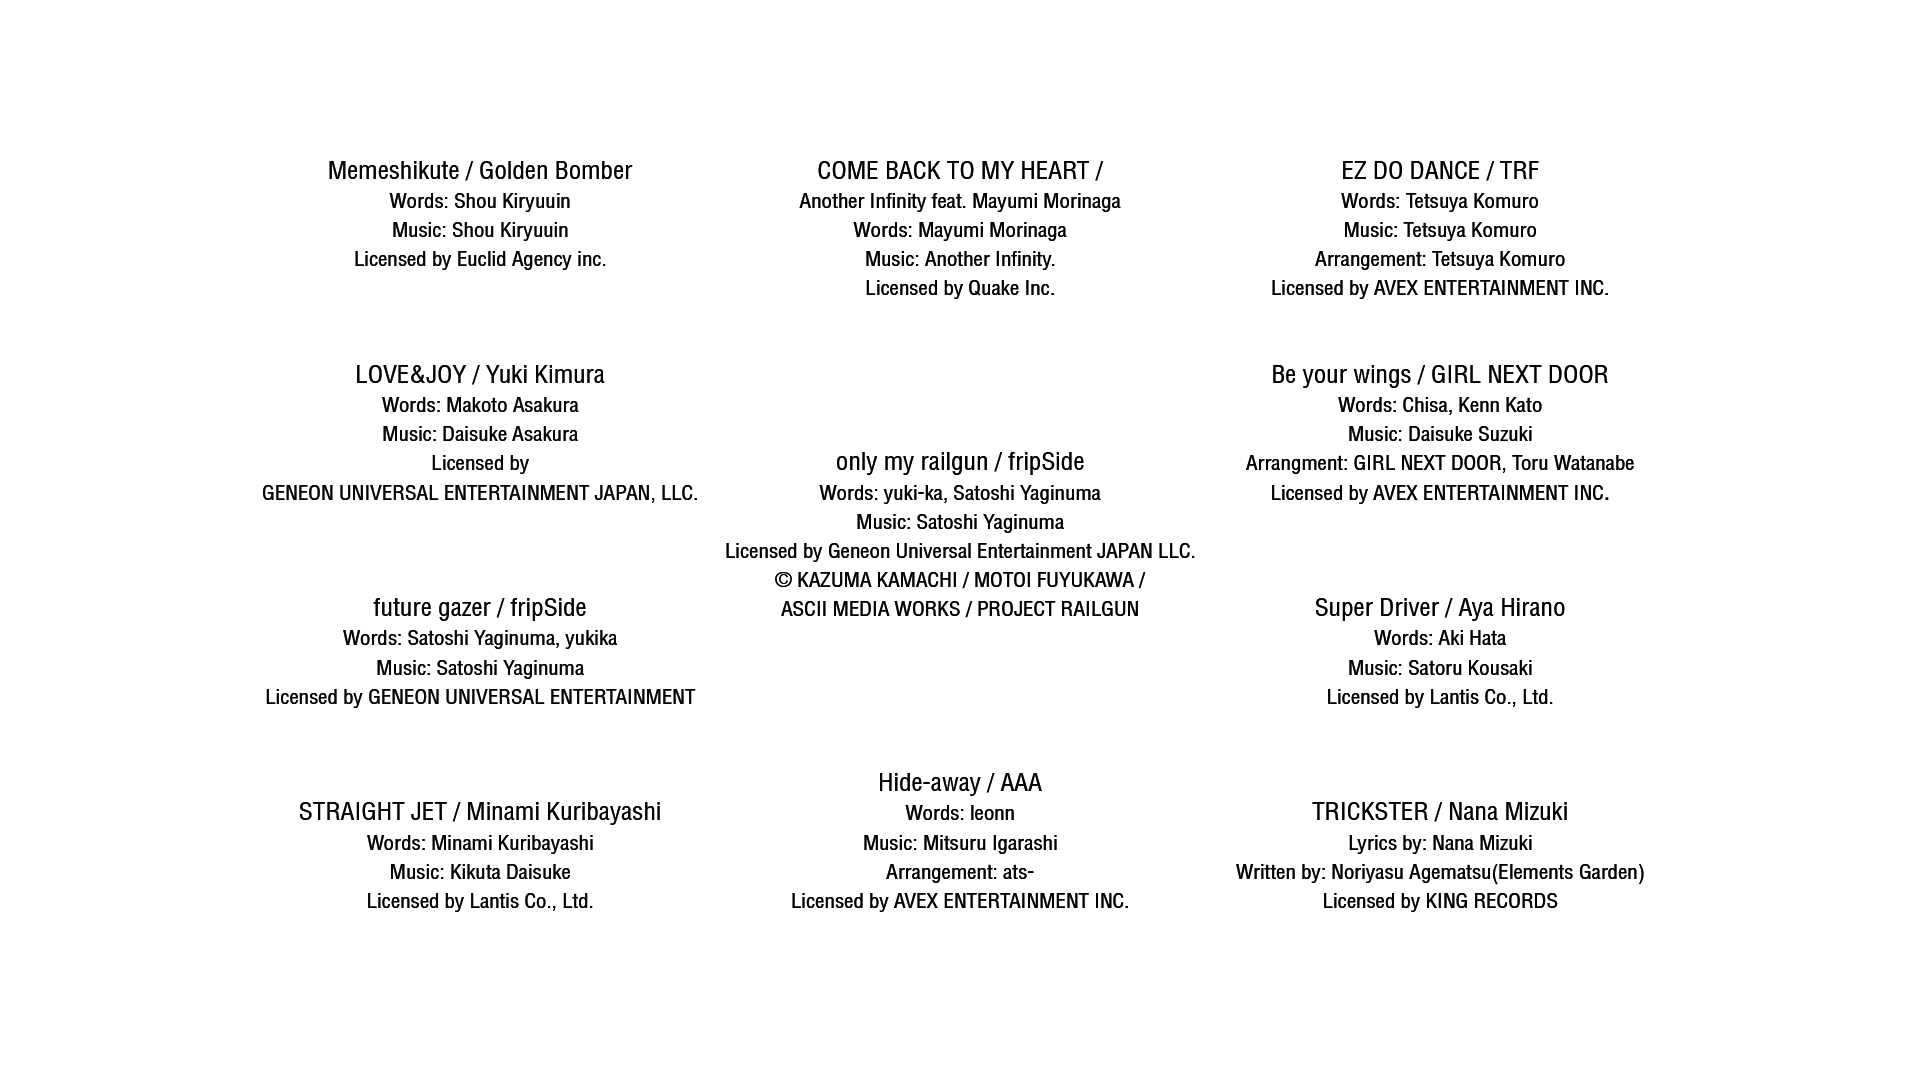 Memeshikute / Golden Bomber
Words: Shou Kiryuuin
Music: Shou Kiryuuin
Licensed by Euclid Agency inc.
COME BACK TO MY HEART /
Another Infinity feat. Mayumi Morinaga
Words: Mayumi Morinaga
Music: Another Infinity.
Licensed by Quake Inc.
EZ DO DANCE / TRF
Words: Tetsuya Komuro
Music: Tetsuya Komuro
Arrangement: Tetsuya Komuro
Licensed by AVEX ENTERTAINMENT INC.
LOVE&JOY / Yuki Kimura
Words: Makoto Asakura
Music: Daisuke Asakura
Licensed by
GENEON UNIVERSAL ENTERTAINMENT JAPAN, LLC.
only my railgun / fripSide
Words: yuki-ka, Satoshi Yaginuma
Music: Satoshi Yaginuma
Licensed by Geneon Universal Entertainment JAPAN LLC.
© KAZUMA KAMACHI / MOTOI FUYUKAWA /
ASCII MEDIA WORKS / PROJECT RAILGUN
Be your wings / GIRL NEXT DOOR
Words: Chisa, Kenn Kato
Music: Daisuke Suzuki
Arrangment: GIRL NEXT DOOR, Toru Watanabe
Licensed by AVEX ENTERTAINMENT INC.
future gazer / fripSide
Words: Satoshi Yaginuma, yukika
Music: Satoshi Yaginuma
Licensed by GENEON UNIVERSAL ENTERTAINMENT
Super Driver / Aya Hirano
Words: Aki Hata
Music: Satoru Kousaki
Licensed by Lantis Co., Ltd.
STRAIGHT JET / Minami Kuribayashi
Words: Minami Kuribayashi
Music: Kikuta Daisuke
Licensed by Lantis Co., Ltd.
Hide-away / AAA
Words: leonn
Music: Mitsuru Igarashi
Arrangement: ats-
Licensed by AVEX ENTERTAINMENT INC.
TRICKSTER / Nana Mizuki
Lyrics by: Nana Mizuki
Written by: Noriyasu Agematsu(Elements Garden)
Licensed by KING RECORDS